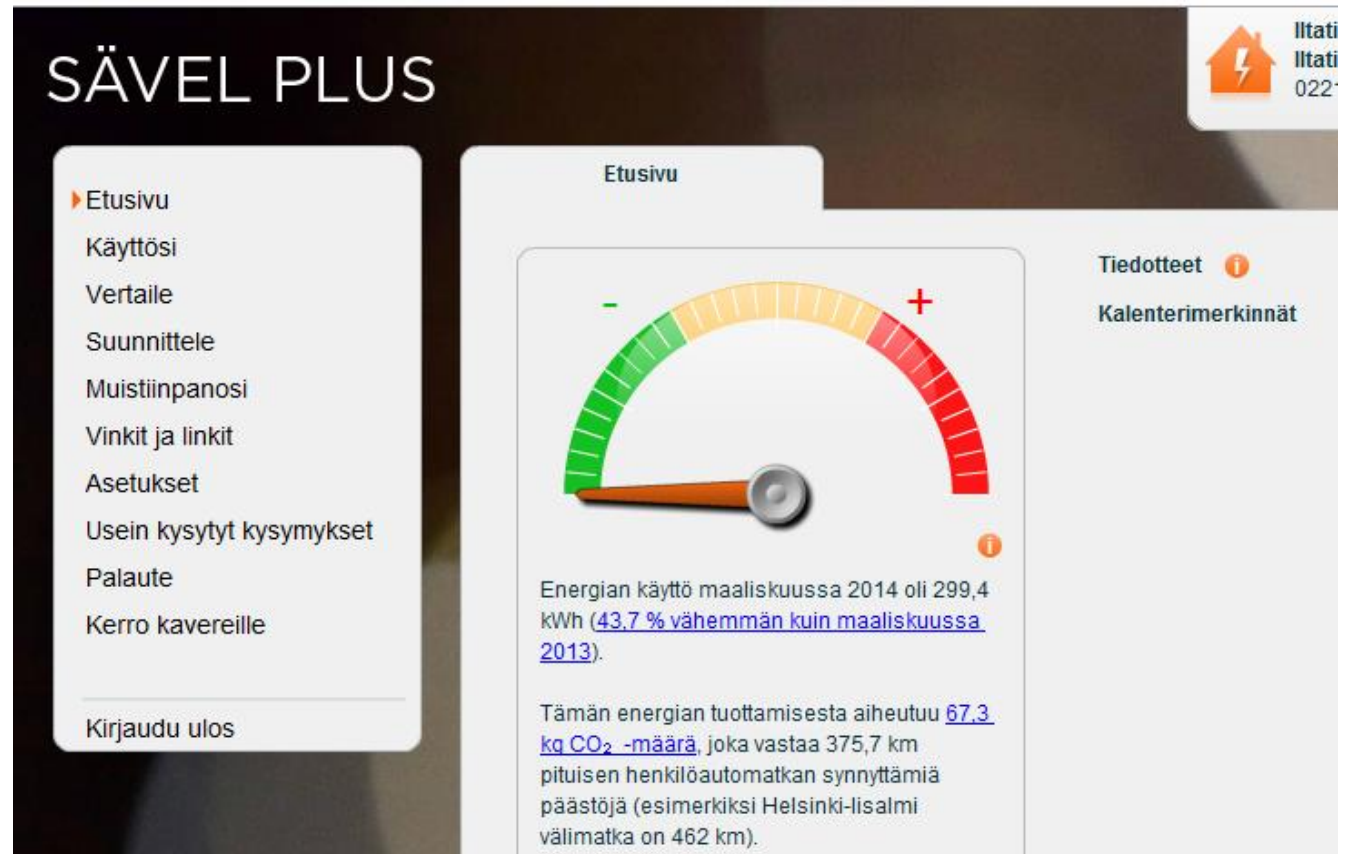 SÄVEL PLUS
Etusivu
Käyttösi
Vertaile
Suunnittele
Muistiinpanosi
Vinkit ja linkit
Asetukset
Usein kysytyt kysymykset
Palaute
Kerro kavereille
Kirjaudu ulos
Etusivu
- +
Energian käyttö maaliskuussa 2014 oli 299,4
kWh (43,7 % vähemmän kuin maaliskuussa
2013).
Tämän energian tuottamisesta aiheutuu 67,3
kg CO₂ -määrä, joka vastaa 375,7 km
pituisen henkilöautomatkan synnyttämiä
päästöjä (esimerkiksi Helsinki-Iisalmi
välimatka on 462 km).
Tiedotteet
Kalenterimerkinnät